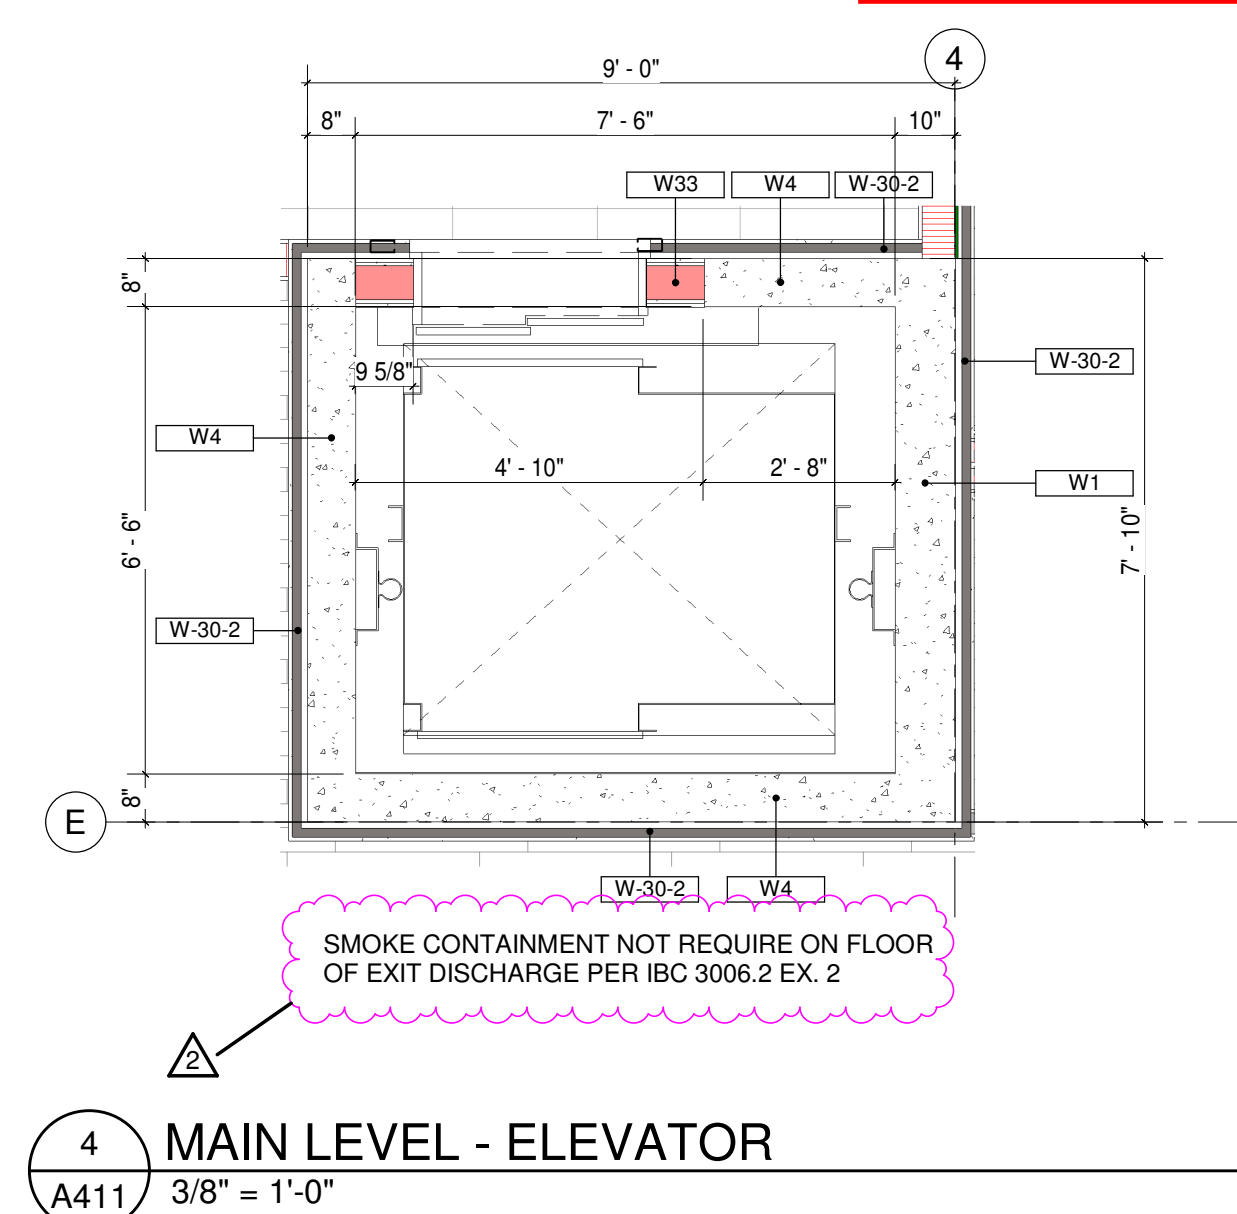 4
9' - 0"
8"
7' - 6"
10"
W33
W4
W-30-2
8"
9 5/8"
W-30-2
W4
4' - 10"
2' - 8"
W1
6' - 6"
7' - 10"
W-30-2
8"
E
W-30-2
W4
SMOKE CONTAINMENT NOT REQUIRE ON FLOOR
OF EXIT DISCHARGE PER IBC 3006.2 EX. 2
2
4
MAIN LEVEL - ELEVATOR
A411
3/8" = 1'-0"